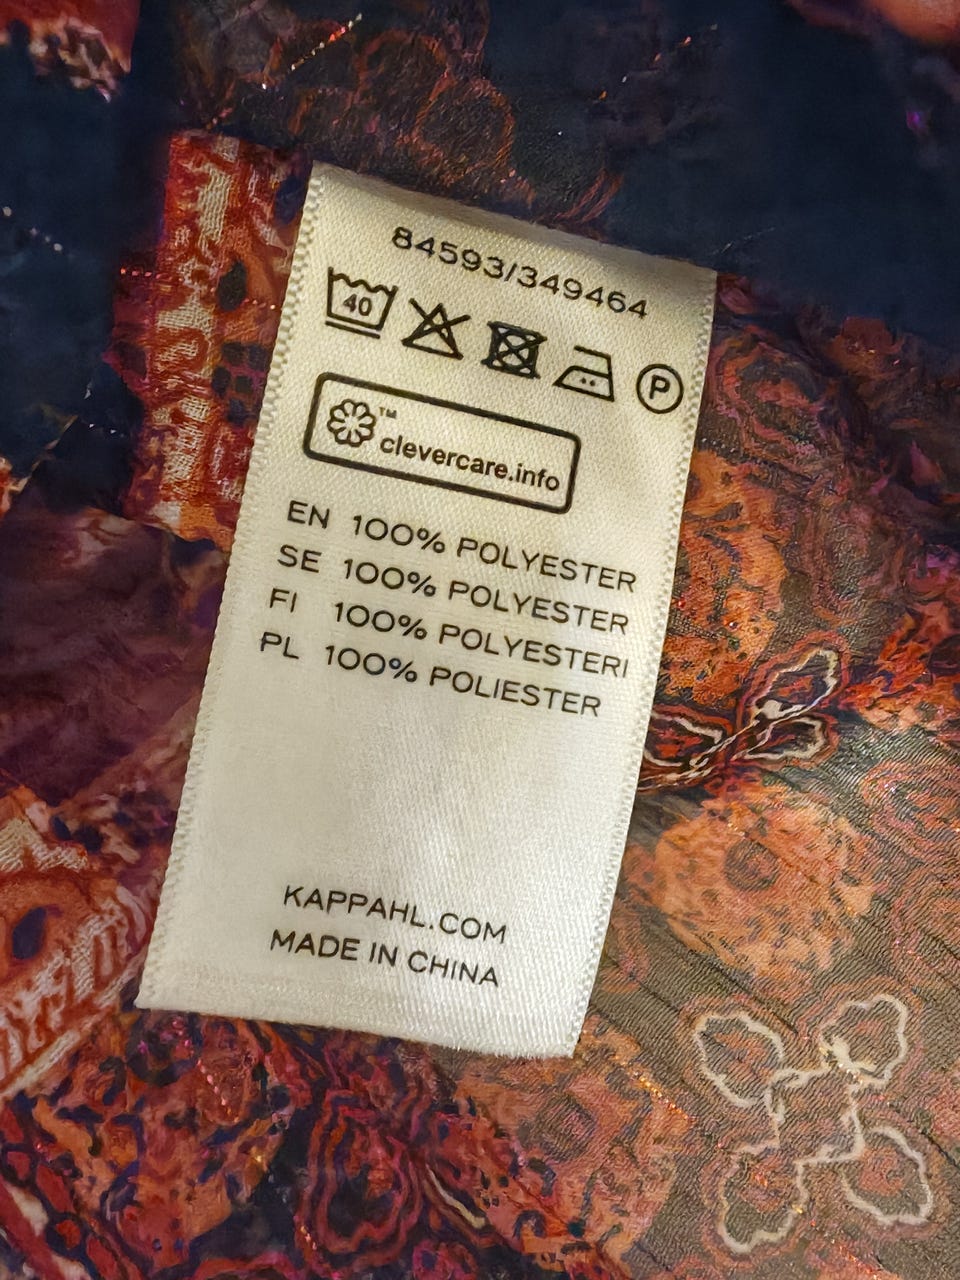 84593/349464
40
P
™
clevercare.info
EN 100% POLYESTER
SE 100% POLYESTER
FI 100% POLYESTERI
PL 100% POLIESTER
KAPPAHL.COM
MADE IN CHINA